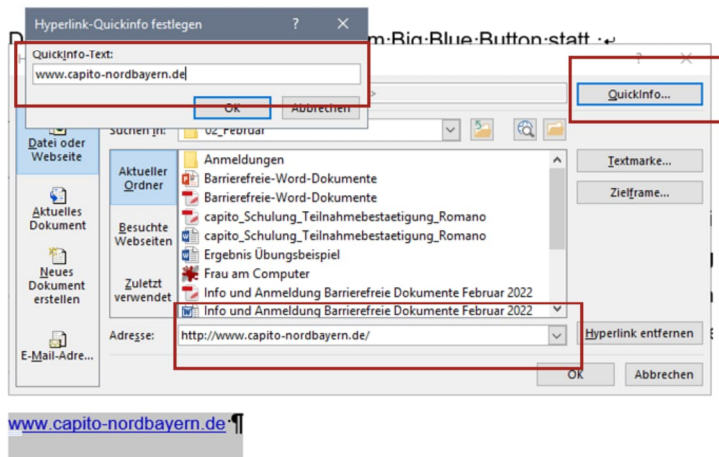 Hyperlink-Quickinfo festlegen ? ×
m·Big·Blue·Button·statt.·↵
QuickInfo-Text:
www.capito-nordbayern.de
OK Abbrechen
? ×
QuickInfo...
Suchen in: 02_Februar
Datei oder
Webseite
Aktuelles
Dokument
Neues
Dokument
erstellen
E-Mail-Adre...
Aktueller
Ordner
Besuchte
Webseiten
Zuletzt
verwendet
Anmeldungen
Barrierefreie-Word-Dokumente
Barrierefreie-Word-Dokumente
capito_Schulung_Teilnahmebestaetigung_Romano
capito_Schulung_Teilnahmebestaetigung_Romano
Ergebnis Übungsbeispiel
Frau am Computer
Info und Anmeldung Barrierefreie Dokumente Februar 2022
Info und Anmeldung Barrierefreie Dokumente Februar 2022
Textmarke...
Zielframe...
Adresse: http://www.capito-nordbayern.de/
Hyperlink entfernen
OK Abbrechen
www.capito-nordbayern.de·¶